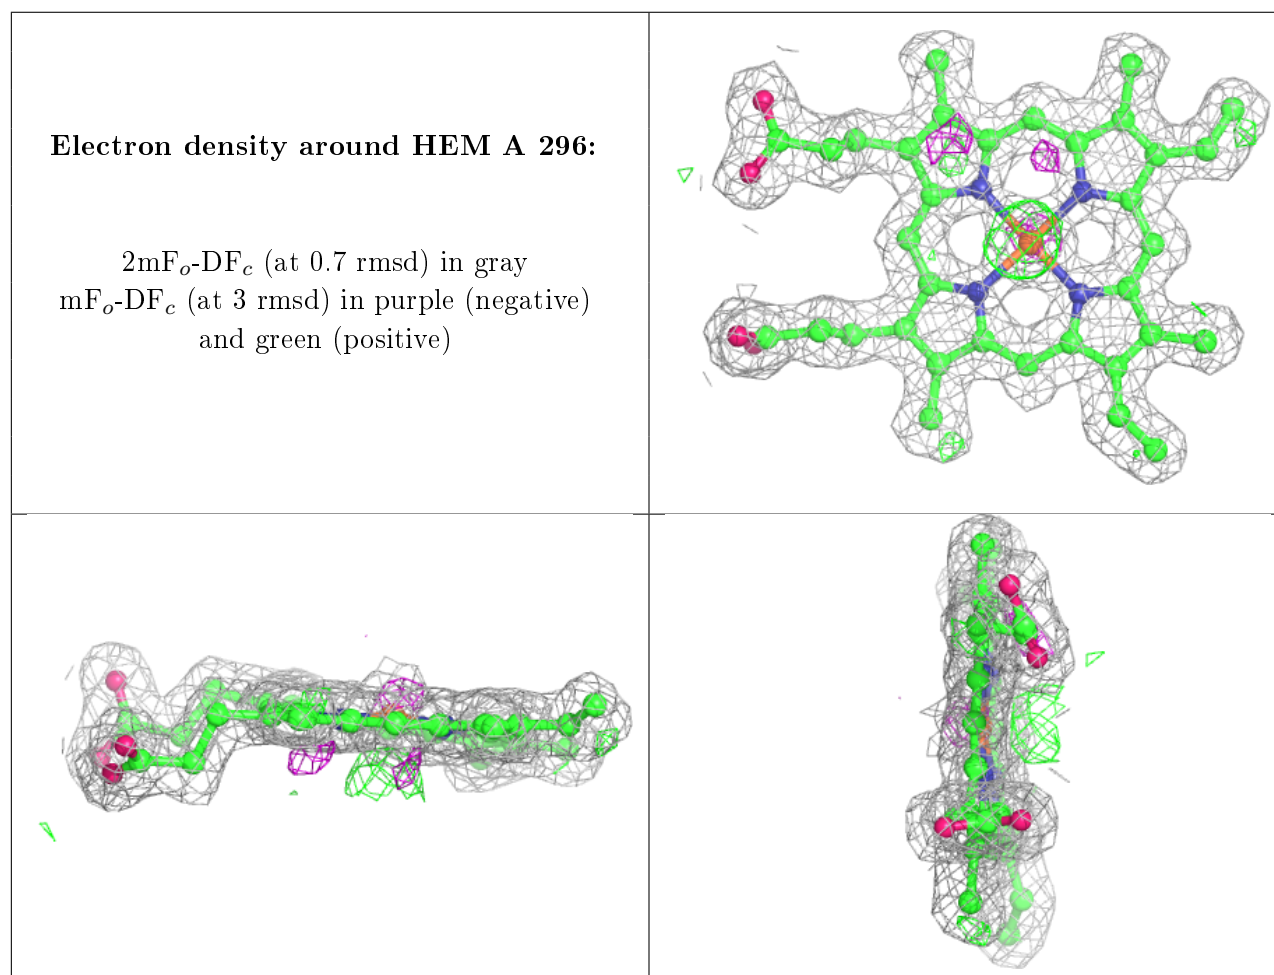 Electron density around HEM A 296:
2mFo-DFc (at 0.7 rmsd) in gray
mFo-DFc (at 3 rmsd) in purple (negative)
and green (positive)